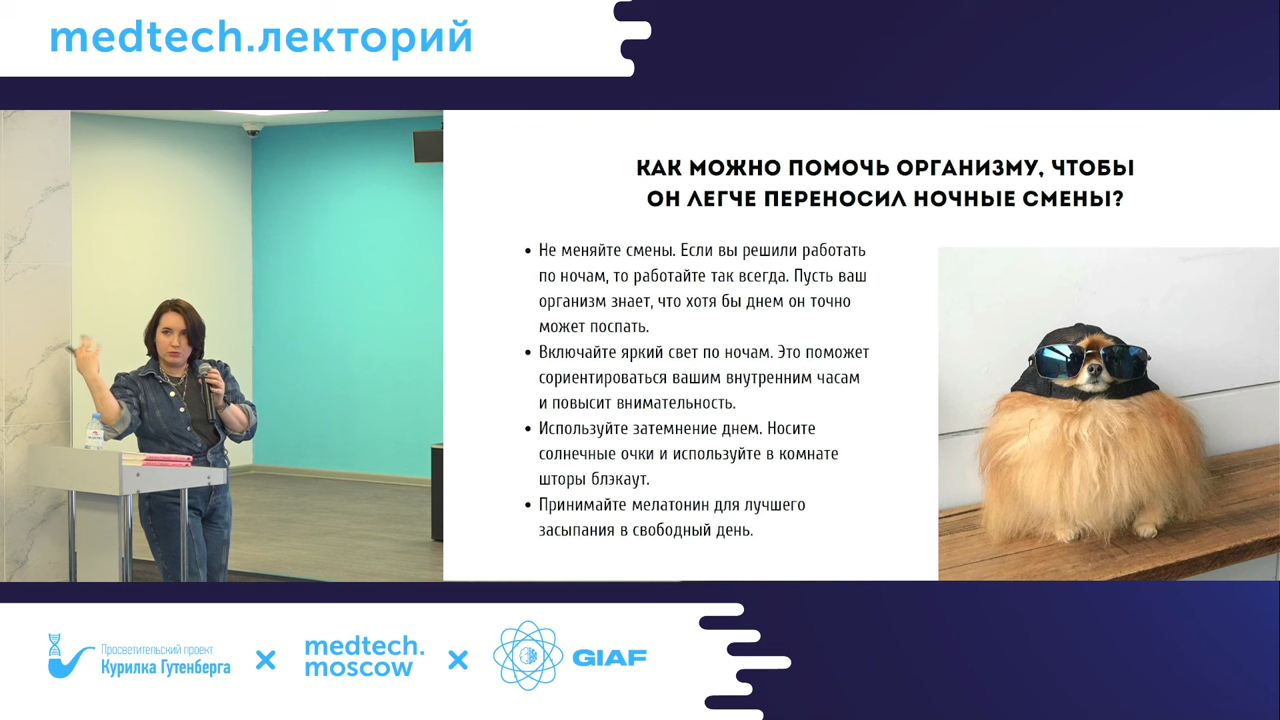 medtech.лекторий
КАК МОЖНО ПОМОЧЬ ОРГАНИЗМУ, ЧТОБЫ
ОН ЛЕГЧЕ ПЕРЕНОСИЛ НОЧНЫЕ СМЕНЫ?
• Не меняйте смены. Если вы решили работать
по ночам, то работайте так всегда. Пусть ваш
организм знает, что хотя бы днем он точно
может поспать.
• Включайте яркий свет по ночам. Это поможет
сориентироваться вашим внутренним часам
и повысит внимательность.
• Используйте затемнение днем. Носите
солнечные очки и используйте в комнате
шторы блэкаут.
• Принимайте мелатонин для лучшего
засыпания в свободный день.
Просветительский проект
Курилка Гутенберга
medtech.
moscow
GIAF